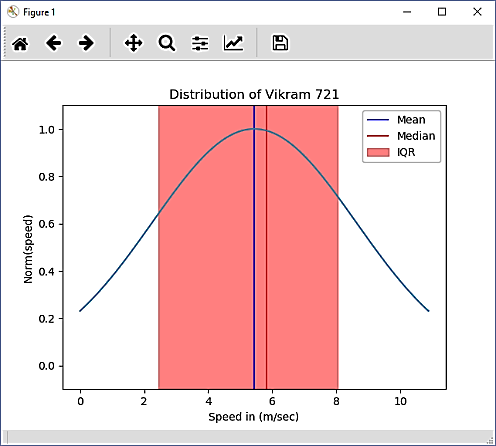 Figure 1
Distribution of Vikram 721
Mean
Median
IQR
Norm(speed)
1.0
0.8
0.6
0.4
0.2
0.0
0 2 4 6 8 10
Speed in (m/sec)